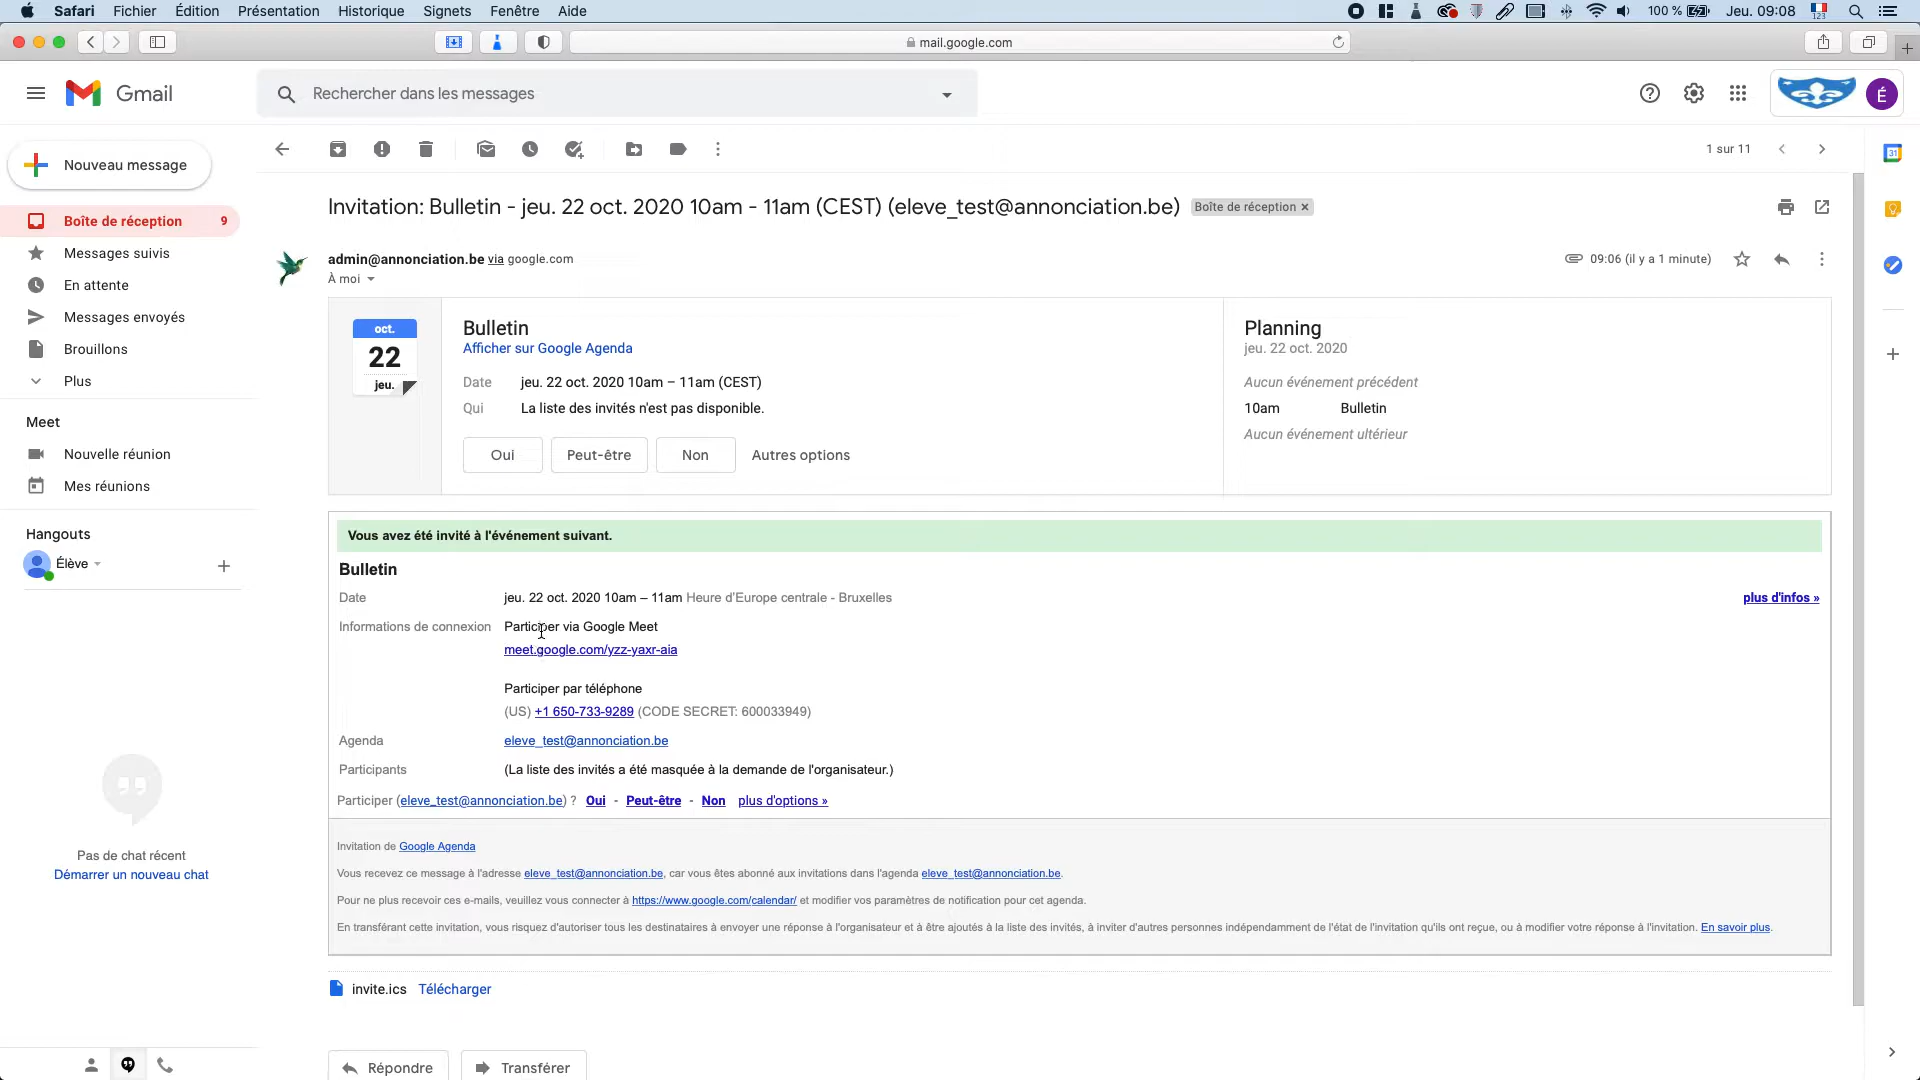 Safari Fichier Édition Présentation Historique Signets Fenêtre Aide
100 % Jeu. 09:08
123
mail.google.com
Gmail
Rechercher dans les messages
É
Nouveau message
1 sur 11
31
Boîte de réception 9
Messages suivis
En attente
Messages envoyés
Brouillons
Plus
Meet
Nouvelle réunion
Mes réunions
Hangouts
Élève
Pas de chat récent
Démarrer un nouveau chat
Invitation: Bulletin - jeu. 22 oct. 2020 10am - 11am (CEST) (eleve_test@annonciation.be) Boîte de réception ×
admin@annonciation.be via google.com
09:06 (il y a 1 minute)
À moi
oct.
22
jeu.
Bulletin
Afficher sur Google Agenda
Date jeu. 22 oct. 2020 10am – 11am (CEST)
Qui La liste des invités n'est pas disponible.
Oui Peut-être Non Autres options
Planning
jeu. 22 oct. 2020
Aucun événement précédent
10am Bulletin
Aucun événement ultérieur
Vous avez été invité à l'événement suivant.
Bulletin
Date jeu. 22 oct. 2020 10am – 11am Heure d'Europe centrale - Bruxelles
plus d'infos »
Informations de connexion Participer via Google Meet
meet.google.com/yzz-yaxr-aia
Participer par téléphone
(US) +1 650-733-9289 (CODE SECRET: 600033949)
Agenda eleve_test@annonciation.be
Participants (La liste des invités a été masquée à la demande de l'organisateur.)
Participer (eleve_test@annonciation.be) ? Oui - Peut-être - Non plus d'options »
Invitation de Google Agenda
Vous recevez ce message à l'adresse eleve_test@annonciation.be, car vous êtes abonné aux invitations dans l'agenda eleve_test@annonciation.be.
Pour ne plus recevoir ces e-mails, veuillez vous connecter à https://www.google.com/calendar/ et modifier vos paramètres de notification pour cet agenda.
En transférant cette invitation, vous risquez d'autoriser tous les destinataires à envoyer une réponse à l'organisateur et à être ajoutés à la liste des invités, à inviter d'autres personnes indépendamment de l'état de l'invitation qu'ils ont reçue, ou à modifier votre réponse à l'invitation. En savoir plus.
invite.ics Télécharger
Répondre Transférer